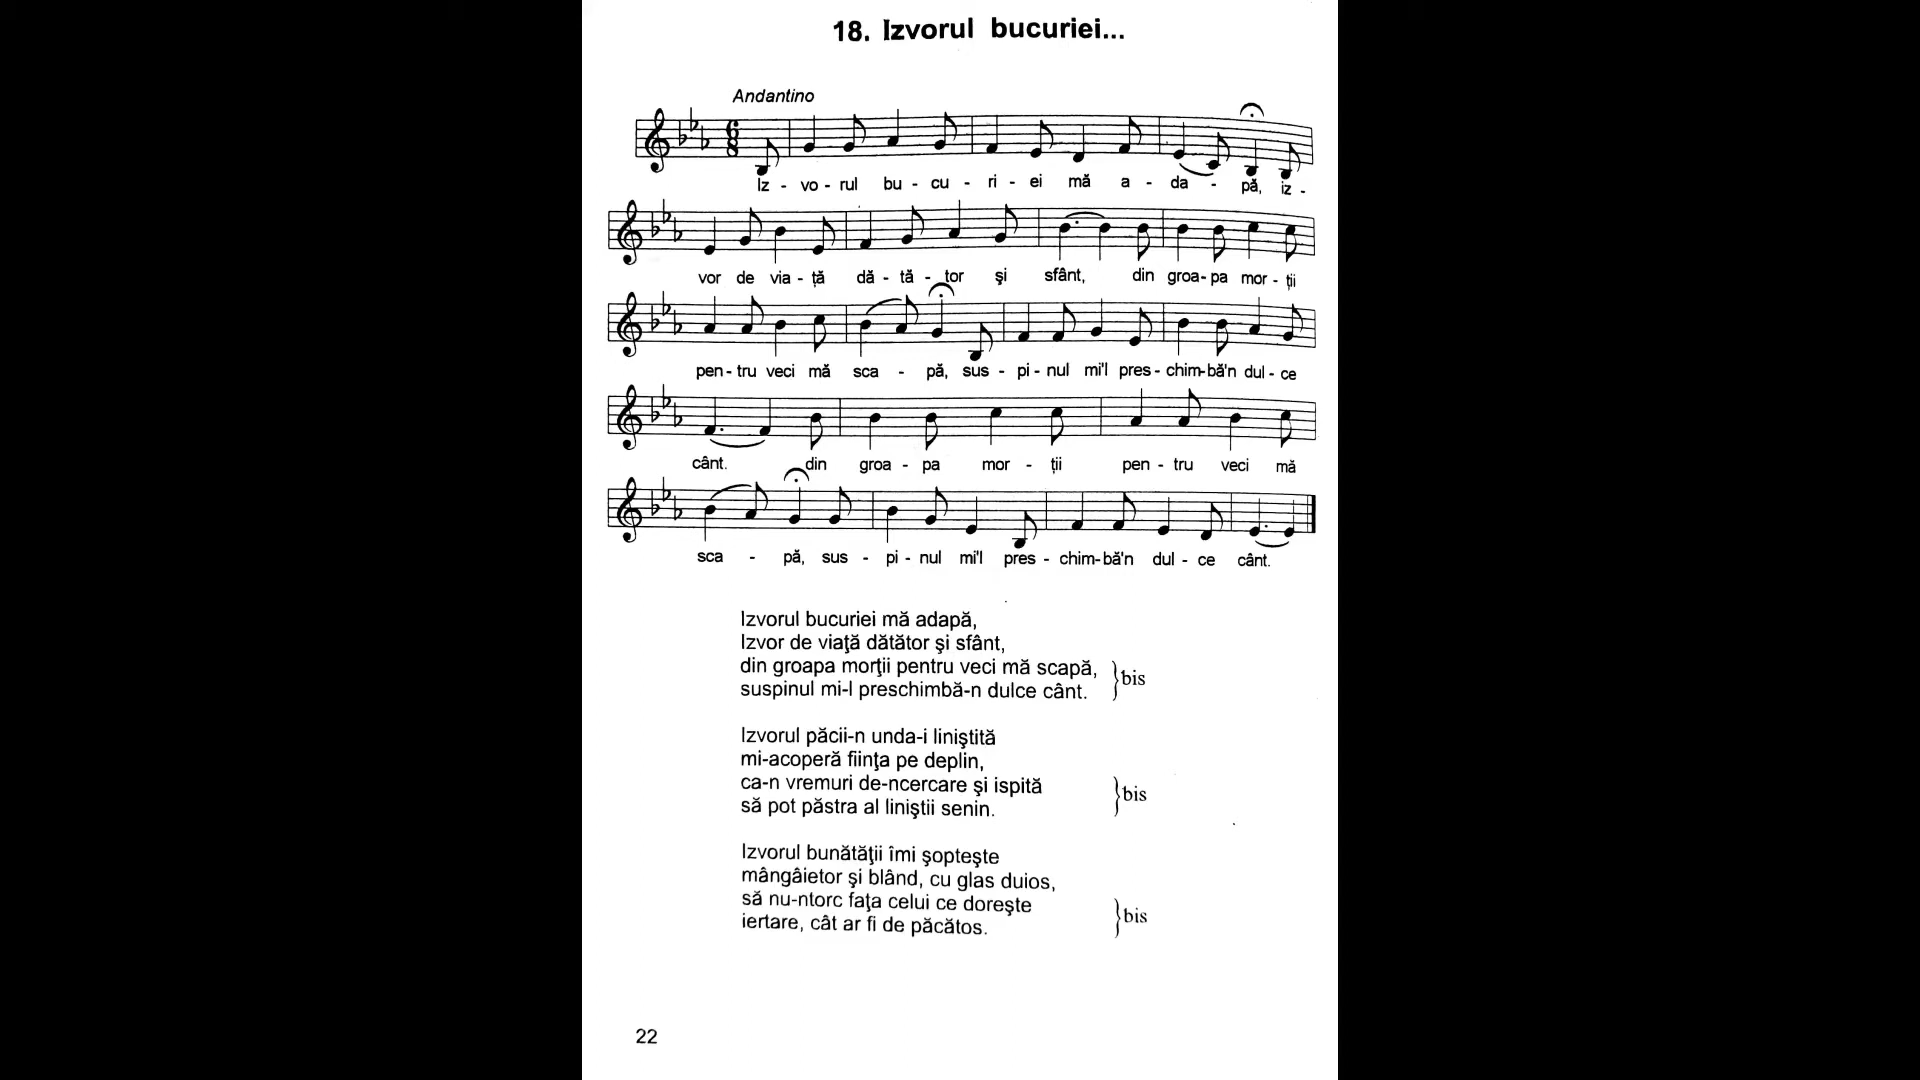 18. Izvorul bucuriei...
Andantino
6
8
Iz - vo - rul bu - cu - ri - ei mă a - da - pă, iz -
vor de via - ță dă - tă - tor şi sfânt, din groa - pa mor - ții
pen - tru veci mă sca - pă, sus - pi - nul mi'l pres - chim-bă'n dul - ce
cânt. din groa - pa mor - ții pen - tru veci mă
sca - pă, sus - pi - nul mi'l pres - chim-bă'n dul - ce cânt.
Izvorul bucuriei mă adapă,
Izvor de viaţă dătător şi sfânt,
din groapa morţii pentru veci mă scapă,
suspinul mi-l preschimbă-n dulce cânt.
bis
Izvorul păcii-n unda-i liniştită
mi-acoperă fiinţa pe deplin,
ca-n vremuri de-ncercare şi ispită
să pot păstra al liniştii senin.
bis
Izvorul bunătăţii îmi şopteşte
mângâietor şi blând, cu glas duios,
să nu-ntorc faţa celui ce doreşte
iertare, cât ar fi de păcătos.
bis
22